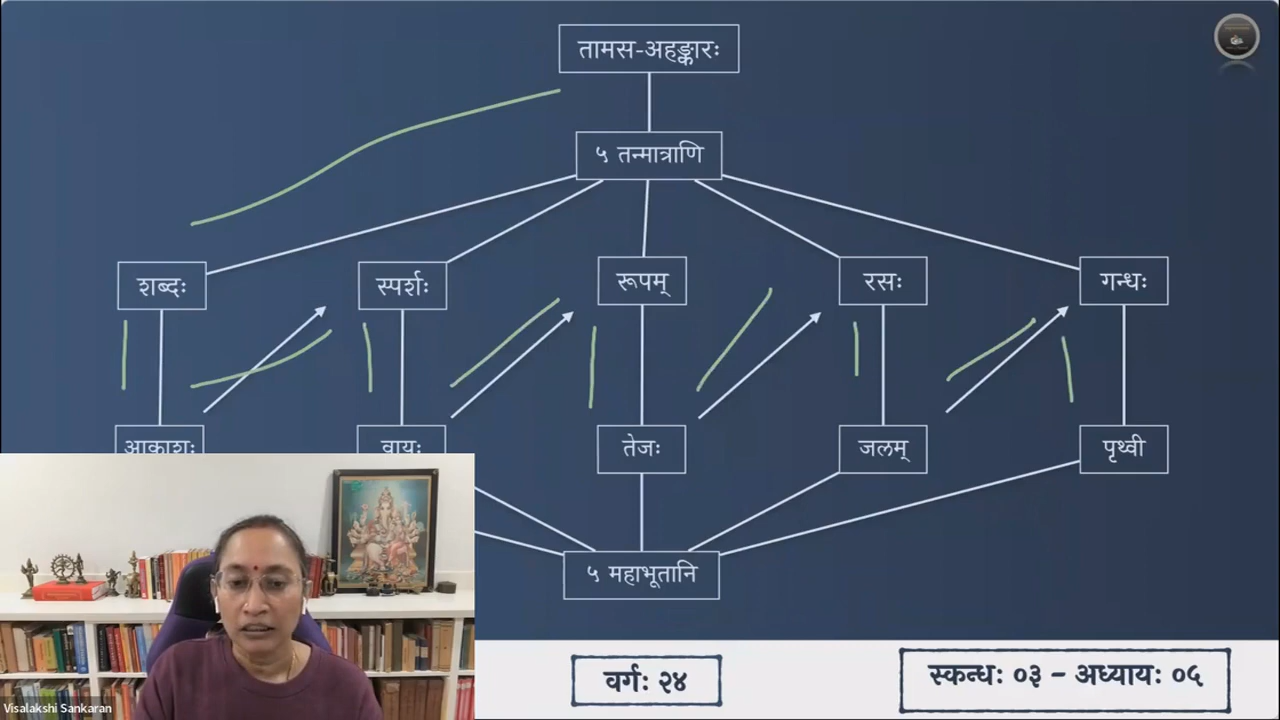 तामस-अहङ्कारः
५ तन्मात्राणि
शब्दः
स्पर्शः
रूपम्
रसः
गन्धः
आकाशः
वायुः
तेजः
जलम्
पृथ्वी
५ महाभूतानि
वर्गः २४
स्कन्धः ०३ – अध्यायः ०५
Visalakshi Sankaran